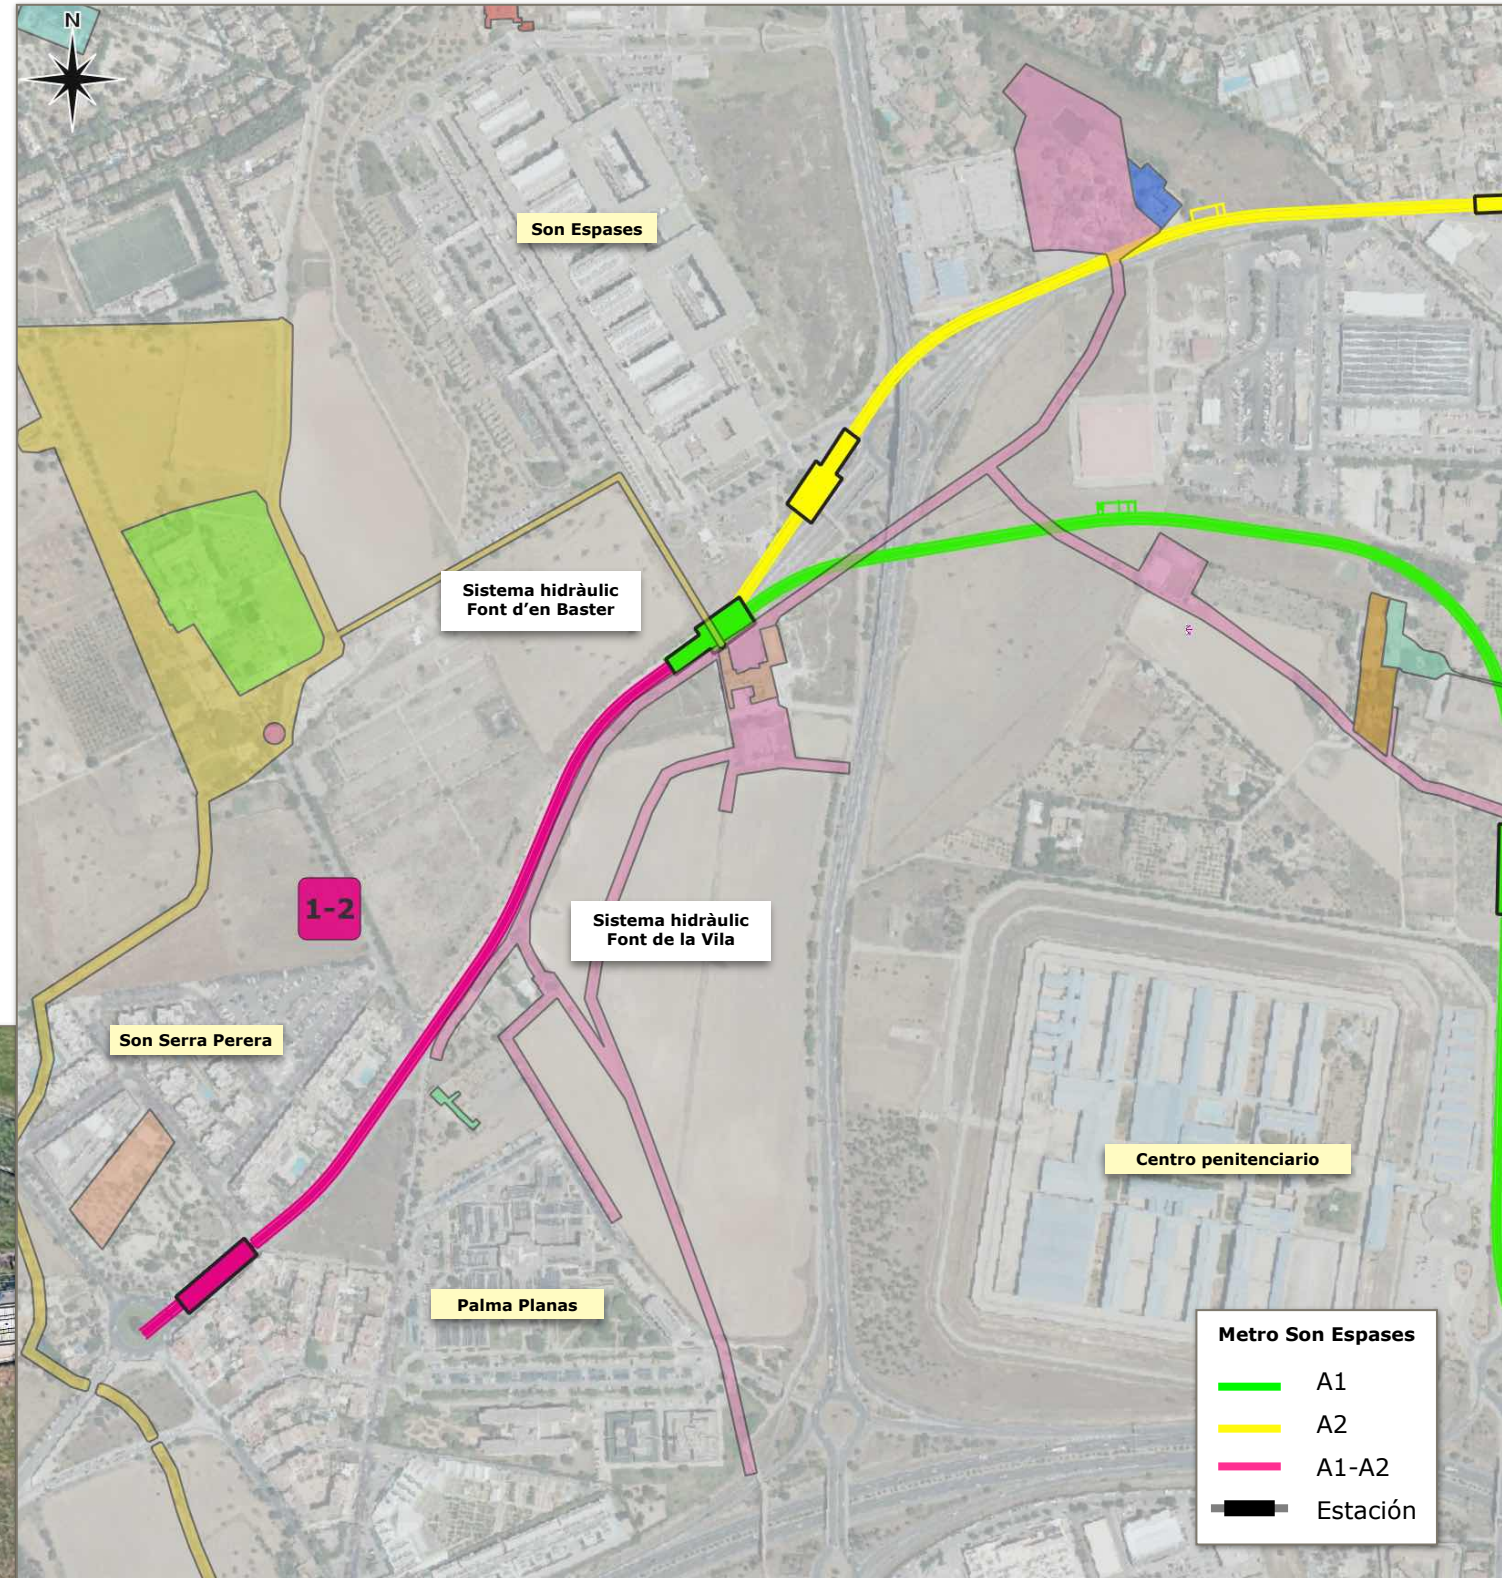 N
Son Espases
Sistema hidràulic
Font d'en Baster
1-2
Sistema hidràulic
Font de la Vila
Son Serra Perera
Centro penitenciario
Palma Planas
Metro Son Espases
A1
A2
A1-A2
Estación